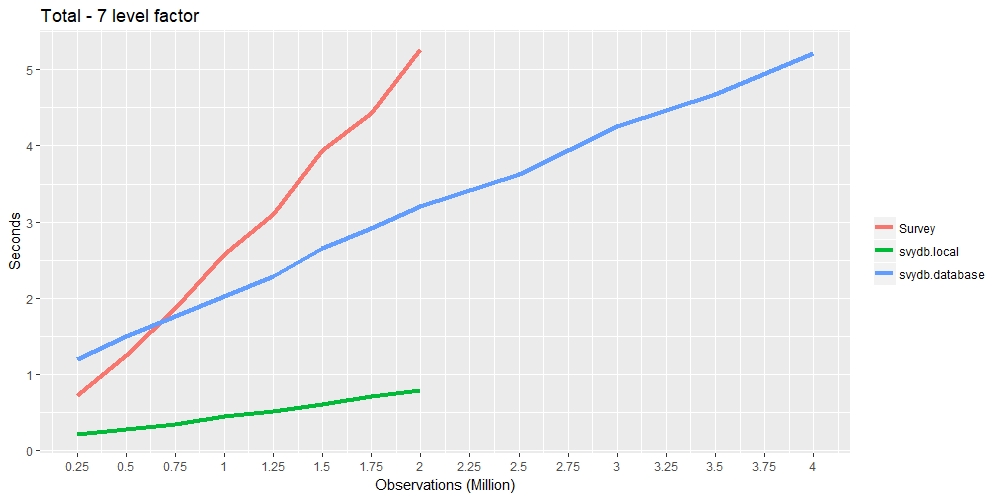 Total - 7 level factor
Seconds
5
4
3
2
1
0
0.25 0.5 0.75 1 1.25 1.5 1.75 2 2.25 2.5 2.75 3 3.25 3.5 3.75 4
Observations (Million)
Survey
svydb.local
svydb.database